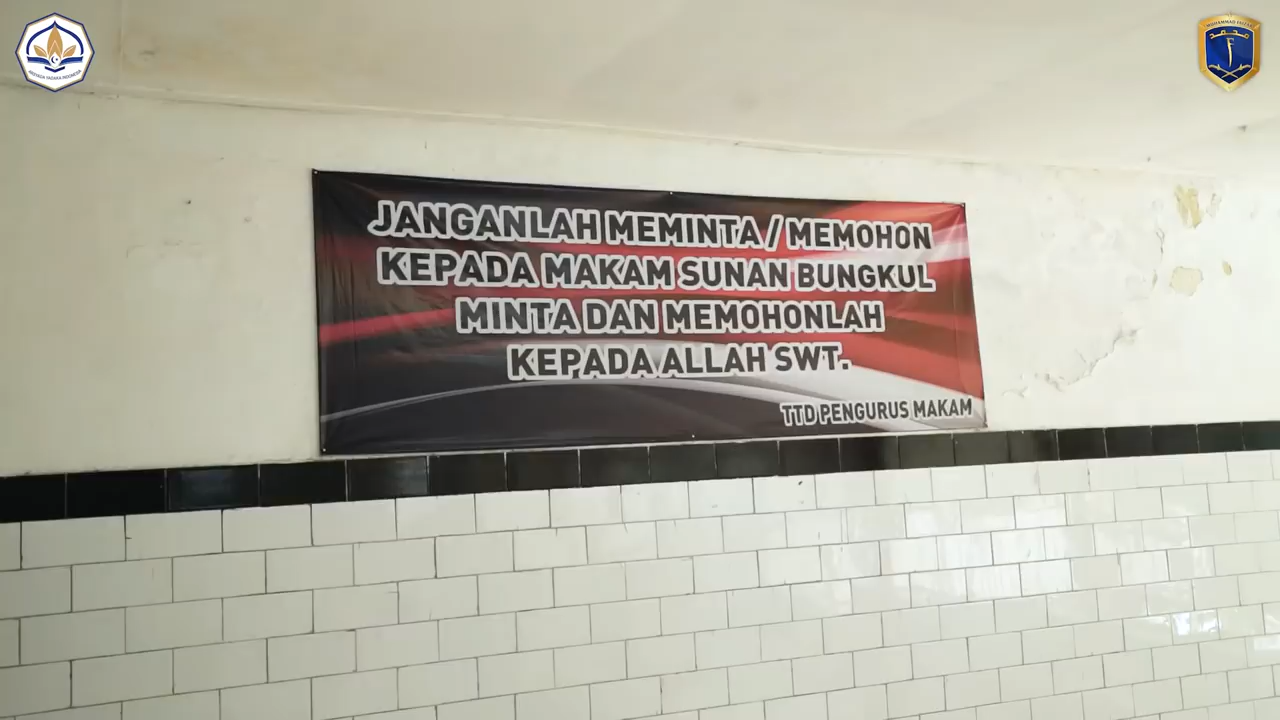 JANGANLAH MEMINTA / MEMOHON
KEPADA MAKAM SUNAN BUNGKUL
MINTA DAN MEMOHONLAH
KEPADA ALLAH SWT.
TTD PENGURUS MAKAM